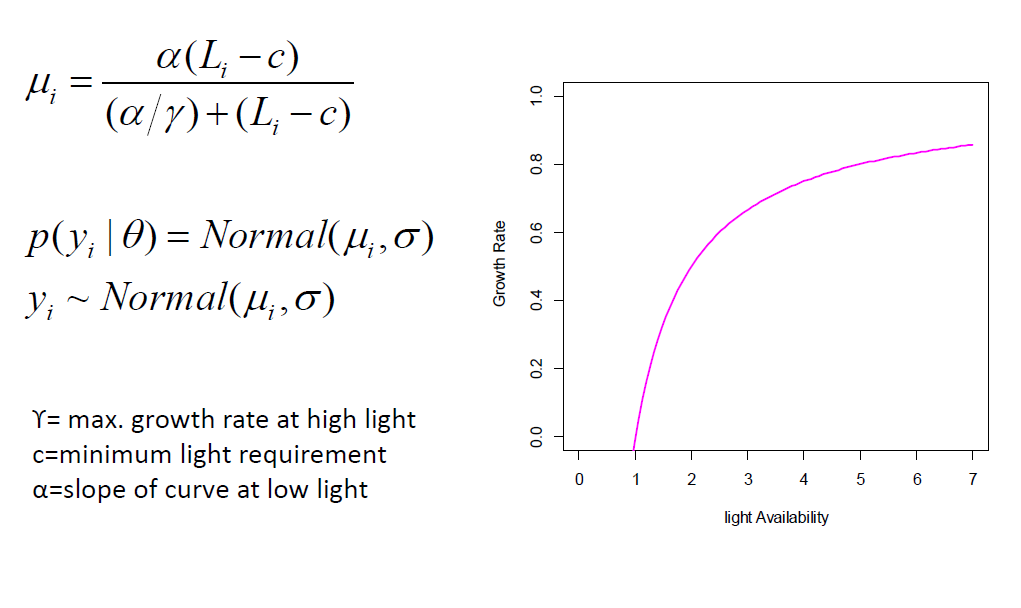 μᵢ = α(Lᵢ − c) / ((α/γ) + (Lᵢ − c))
p(yᵢ | θ) = Normal(μᵢ, σ)
yᵢ ~ Normal(μᵢ, σ)
ϒ= max. growth rate at high light
c=minimum light requirement
α=slope of curve at low light
Growth Rate
1.0
0.8
0.6
0.4
0.2
0.0
0 1 2 3 4 5 6 7
light Availability